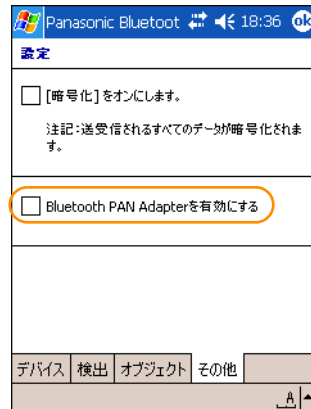 Panasonic Bluetoot 18:36 ok
設定
[暗号化]をオンにします。
注記:送受信されるすべてのデータが暗号化されま
す。
Bluetooth PAN Adapterを有効にする
デバイス 検出 オブジェクト その他
A